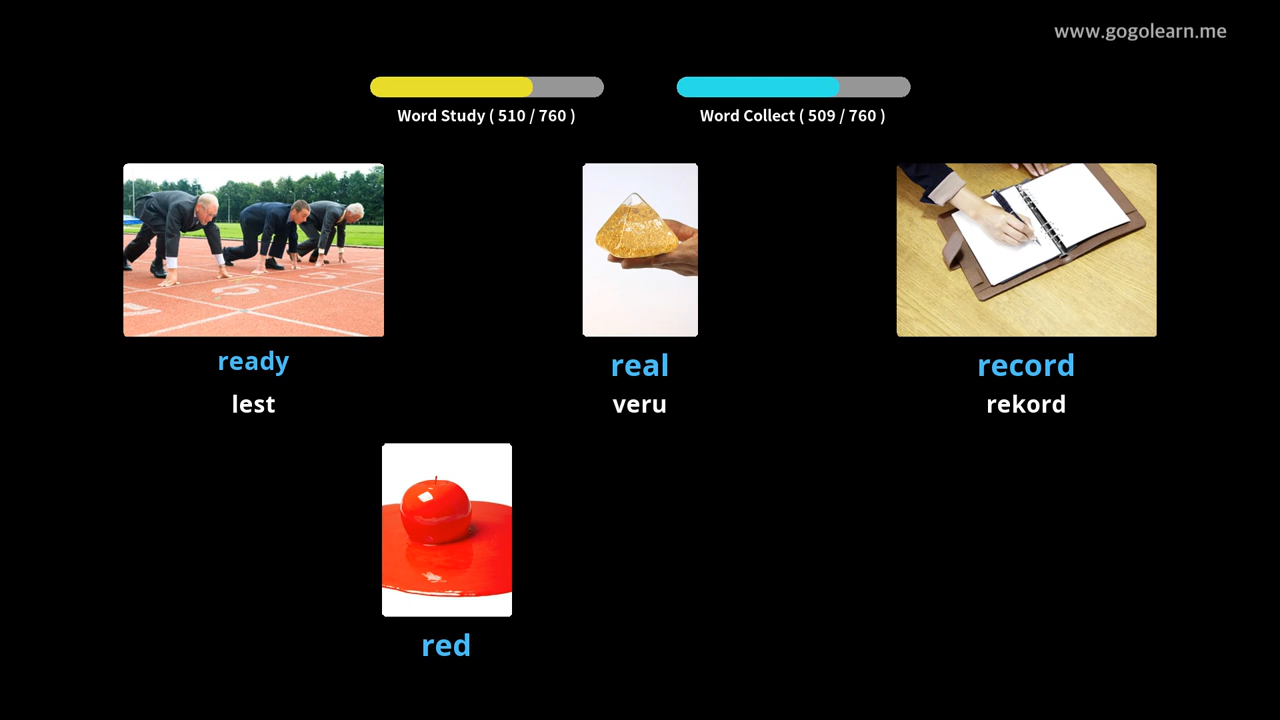 www.gogolearn.me
Word Study ( 510 / 760 )
Word Collect ( 509 / 760 )
ready
real
record
lest
veru
rekord
red